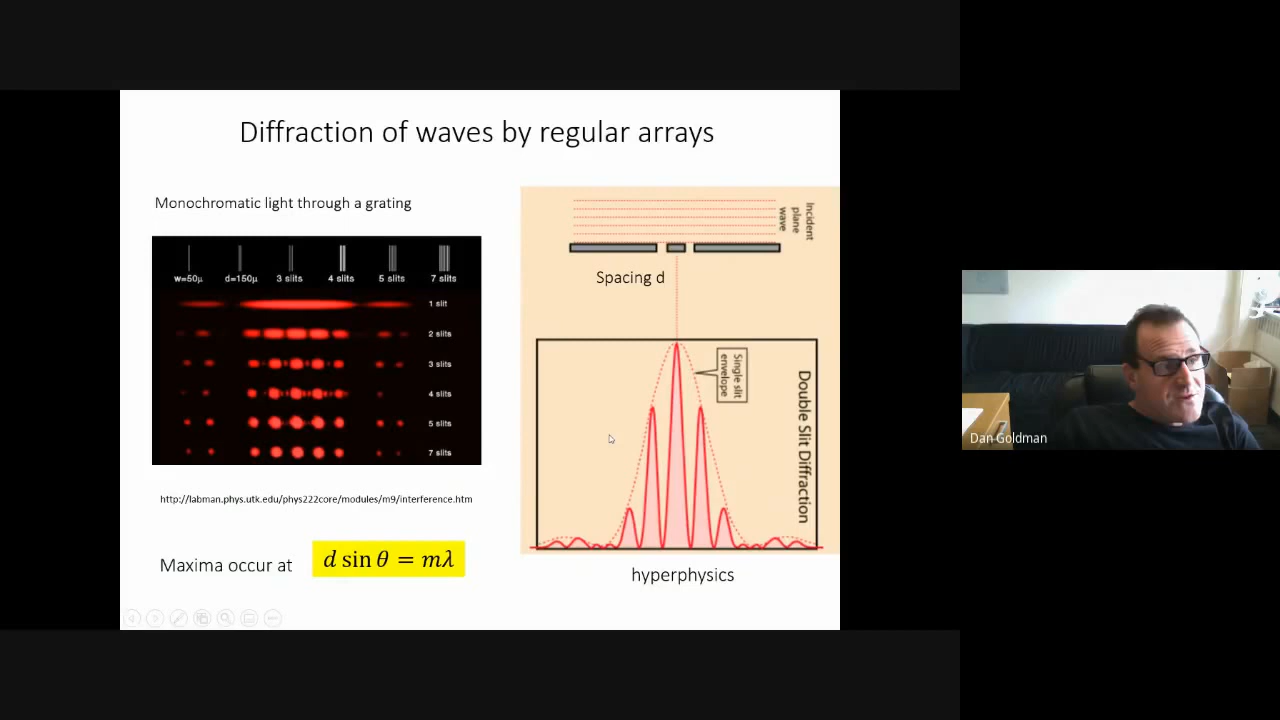 Diffraction of waves by regular arrays
Monochromatic light through a grating
w=50μ d=150μ 3 slits 4 slits 5 slits 7 slits
1 slit
2 slits
3 slits
4 slits
5 slits
7 slits
http://labman.phys.utk.edu/phys222core/modules/m9/interference.htm
Maxima occur at d sin θ = mλ
Incident
plane
wave
Spacing d
Single slit
envelope
Double Slit Diffraction
hyperphysics
Dan Goldman